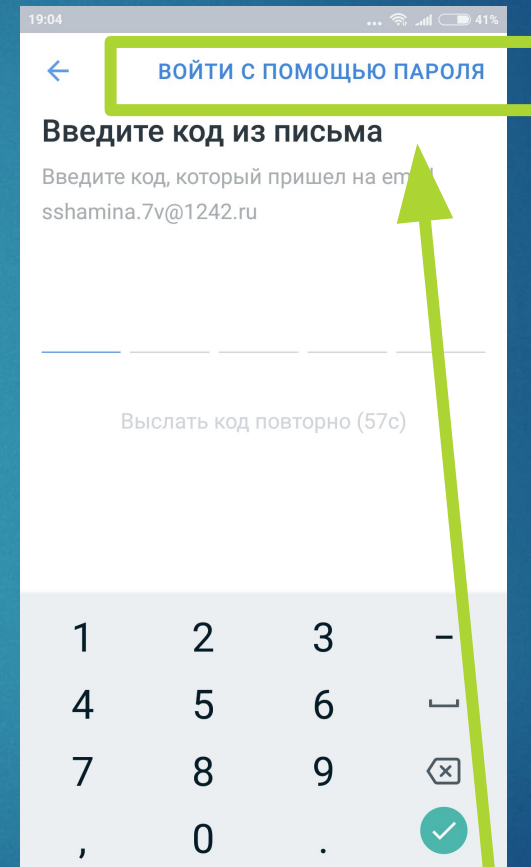 19:04 ... 41%
ВОЙТИ С ПОМОЩЬЮ ПАРОЛЯ
Введите код из письма
Введите код, который пришел на email
sshamina.7v@1242.ru
Выслать код повторно (57с)
1 2 3 -
4 5 6
7 8 9
, 0 .